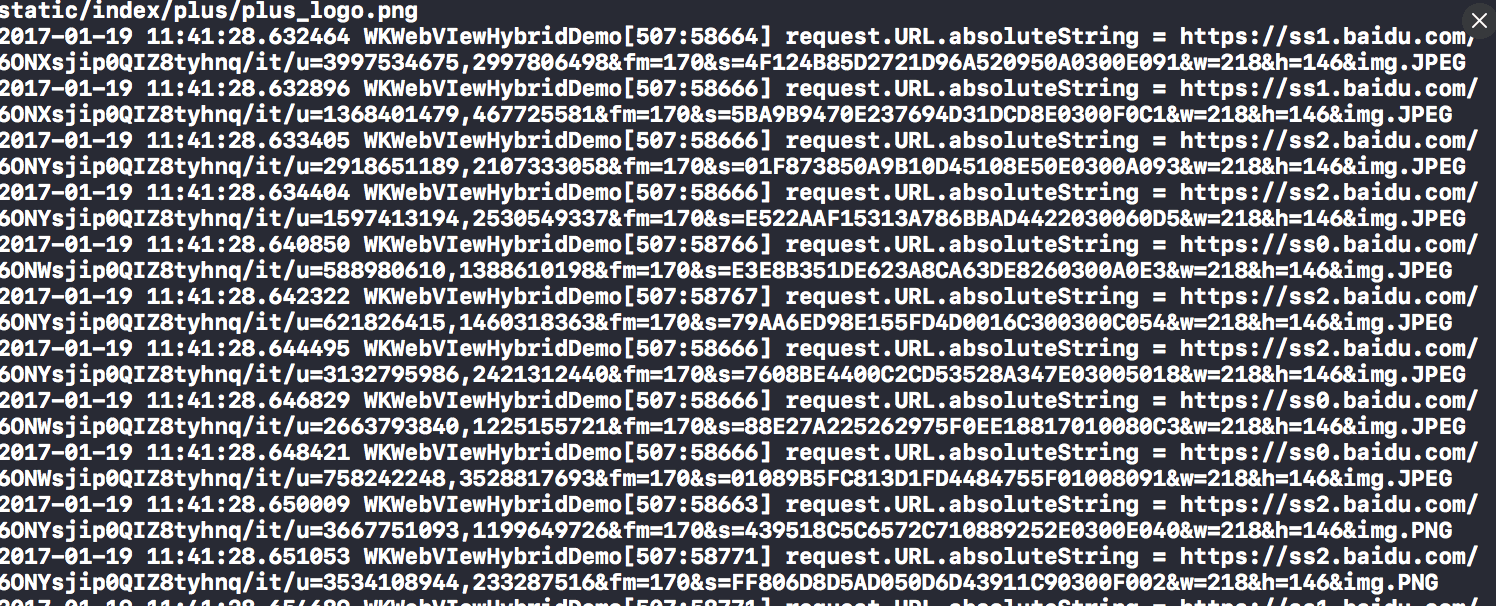 static/index/plus/plus_logo.png
2017-01-19 11:41:28.632464 WKWebVIewHybridDemo[507:58664] request.URL.absoluteString = https://ss1.baidu.com/
6ONXsjip0QIZ8tyhnq/it/u=3997534675,2997806498&fm=170&s=4F124B85D2721D96A520950A0300E091&w=218&h=146&img.JPEG
2017-01-19 11:41:28.632896 WKWebVIewHybridDemo[507:58666] request.URL.absoluteString = https://ss1.baidu.com/
6ONXsjip0QIZ8tyhnq/it/u=1368401479,467725581&fm=170&s=5BA9B9470E237694D31DCD8E0300F0C1&w=218&h=146&img.JPEG
2017-01-19 11:41:28.633405 WKWebVIewHybridDemo[507:58666] request.URL.absoluteString = https://ss2.baidu.com/
6ONYsjip0QIZ8tyhnq/it/u=2918651189,2107333058&fm=170&s=01F873850A9B10D45108E50E0300A093&w=218&h=146&img.JPEG
2017-01-19 11:41:28.634404 WKWebVIewHybridDemo[507:58666] request.URL.absoluteString = https://ss2.baidu.com/
6ONYsjip0QIZ8tyhnq/it/u=1597413194,2530549337&fm=170&s=E522AAF15313A786BBAD4422030060D5&w=218&h=146&img.JPEG
2017-01-19 11:41:28.640850 WKWebVIewHybridDemo[507:58766] request.URL.absoluteString = https://ss0.baidu.com/
6ONWsjip0QIZ8tyhnq/it/u=588980610,1388610198&fm=170&s=E3E8B351DE623A8CA63DE8260300A0E3&w=218&h=146&img.JPEG
2017-01-19 11:41:28.642322 WKWebVIewHybridDemo[507:58767] request.URL.absoluteString = https://ss2.baidu.com/
6ONYsjip0QIZ8tyhnq/it/u=621826415,1460318363&fm=170&s=79AA6ED98E155FD4D0016C300300C054&w=218&h=146&img.JPEG
2017-01-19 11:41:28.644495 WKWebVIewHybridDemo[507:58666] request.URL.absoluteString = https://ss2.baidu.com/
6ONYsjip0QIZ8tyhnq/it/u=3132795986,2421312440&fm=170&s=7608BE4400C2CD53528A347E03005018&w=218&h=146&img.JPEG
2017-01-19 11:41:28.646829 WKWebVIewHybridDemo[507:58666] request.URL.absoluteString = https://ss0.baidu.com/
6ONWsjip0QIZ8tyhnq/it/u=2663793840,1225155721&fm=170&s=88E27A225262975F0EE18817010080C3&w=218&h=146&img.JPEG
2017-01-19 11:41:28.648421 WKWebVIewHybridDemo[507:58666] request.URL.absoluteString = https://ss0.baidu.com/
6ONWsjip0QIZ8tyhnq/it/u=758242248,3528817693&fm=170&s=01089B5FC813D1FD4484755F01008091&w=218&h=146&img.JPEG
2017-01-19 11:41:28.650009 WKWebVIewHybridDemo[507:58663] request.URL.absoluteString = https://ss2.baidu.com/
6ONYsjip0QIZ8tyhnq/it/u=3667751093,1199649726&fm=170&s=439518C5C6572C710889252E0300E040&w=218&h=146&img.PNG
2017-01-19 11:41:28.651053 WKWebVIewHybridDemo[507:58771] request.URL.absoluteString = https://ss2.baidu.com/
6ONYsjip0QIZ8tyhnq/it/u=3534108944,233287516&fm=170&s=FF806D8D5AD050D6D43911C90300F002&w=218&h=146&img.PNG